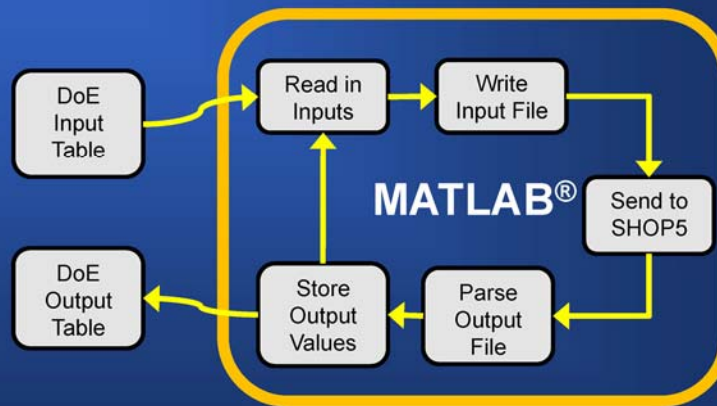 DoE
Input
Table
Read in
Inputs
Write
Input File
MATLAB®
Send to
SHOP5
DoE
Output
Table
Store
Output
Values
Parse
Output
File